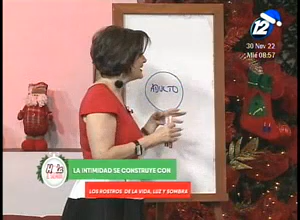 12
30 Nov 22
Mié 08:57
ADULTO
LA INTIMIDAD SE CONSTRUYE CON
LOS ROSTROS DE LA VIDA, LUZ Y SOMBRA